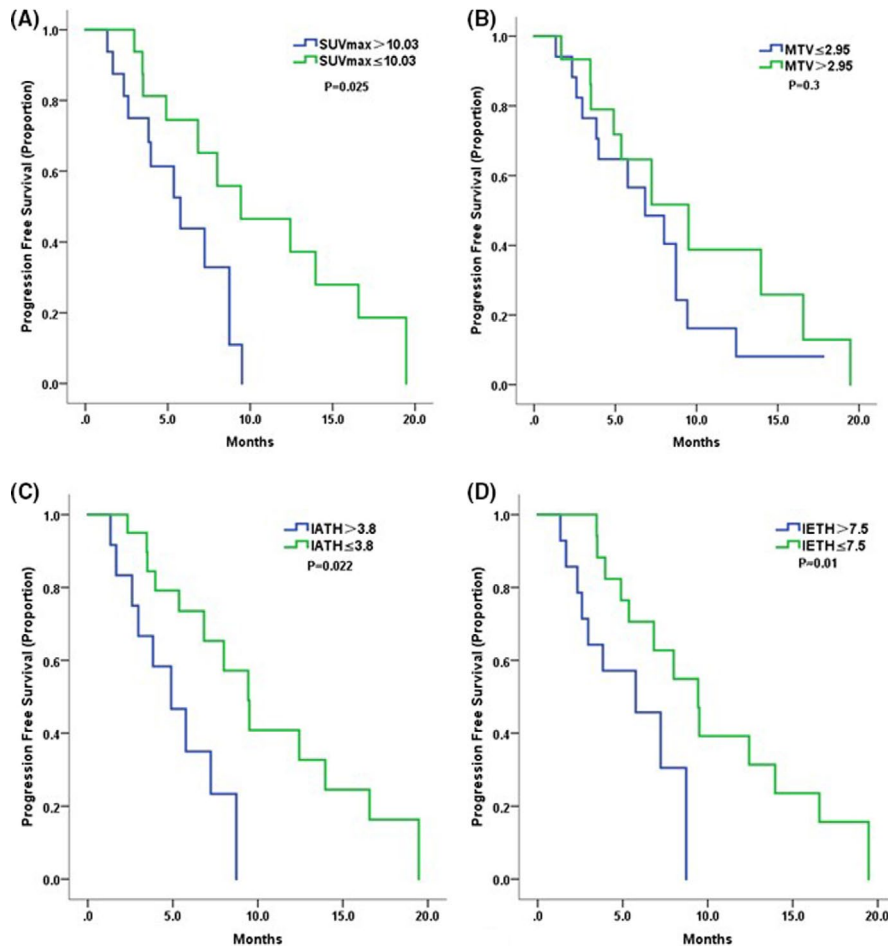 (A)
SUVmax＞10.03
SUVmax≤10.03
P=0.025
Progression Free Survival (Proportion)
1.0
0.8
0.6
0.4
0.2
0.0
.0 5.0 10.0 15.0 20.0
Months
(B)
MTV≤2.95
MTV＞2.95
P=0.3
Progression Free Survival (Proportion)
1.0
0.8
0.6
0.4
0.2
0.0
.0 5.0 10.0 15.0 20.0
Months
(C)
IATH＞3.8
IATH≤3.8
P=0.022
Progression Free Survival (Proportion)
1.0
0.8
0.6
0.4
0.2
0.0
.0 5.0 10.0 15.0 20.0
Months
(D)
IETH＞7.5
IETH≤7.5
P=0.01
Progression Free Survival (Proportion)
1.0
0.8
0.6
0.4
0.2
0.0
.0 5.0 10.0 15.0 20.0
Months